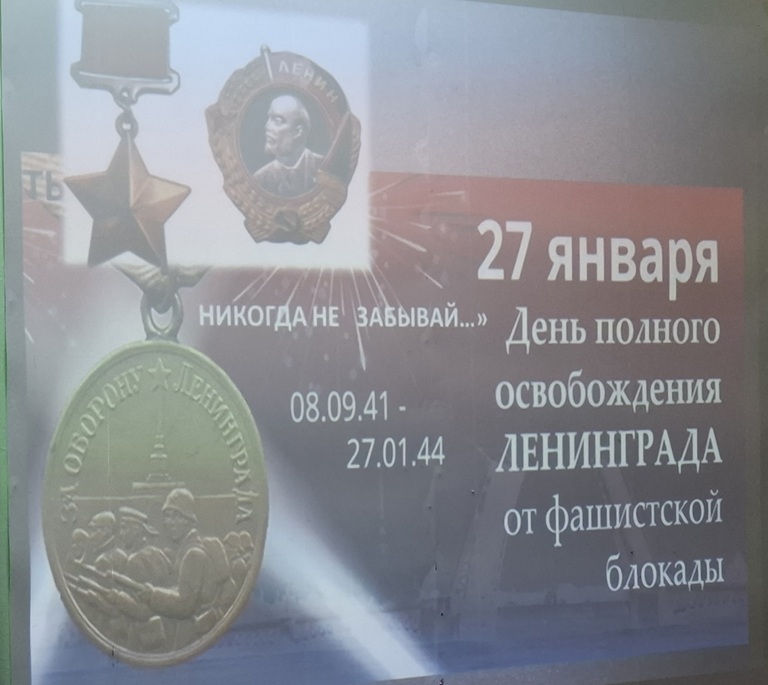 ЛЕНИН
ТЬ
27 января
НИКОГДА НЕ ЗАБЫВАЙ...»
День полного
освобождения
ЛЕНИНГРАДА
от фашистской
блокады
08.09.41 -
27.01.44
ЗА ОБОРОНУ ☆ ЛЕНИНГРАДА